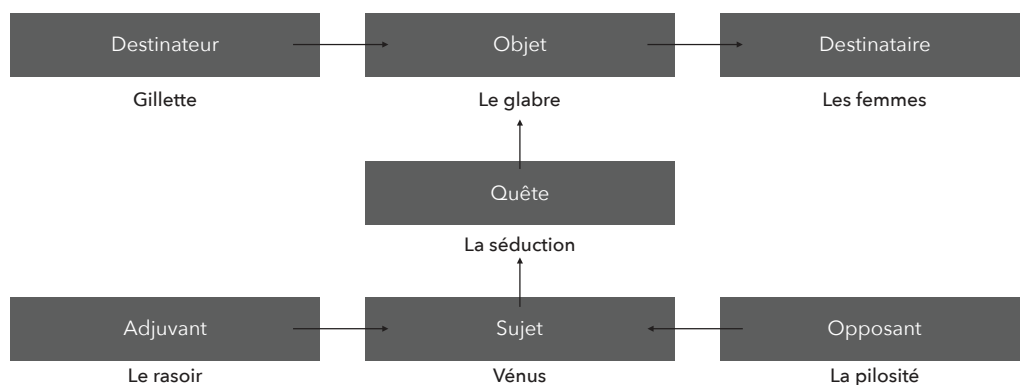 Destinateur
Objet
Destinataire
Gillette
Le glabre
Les femmes
Quête
La séduction
Adjuvant
Sujet
Opposant
Le rasoir
Vénus
La pilosité